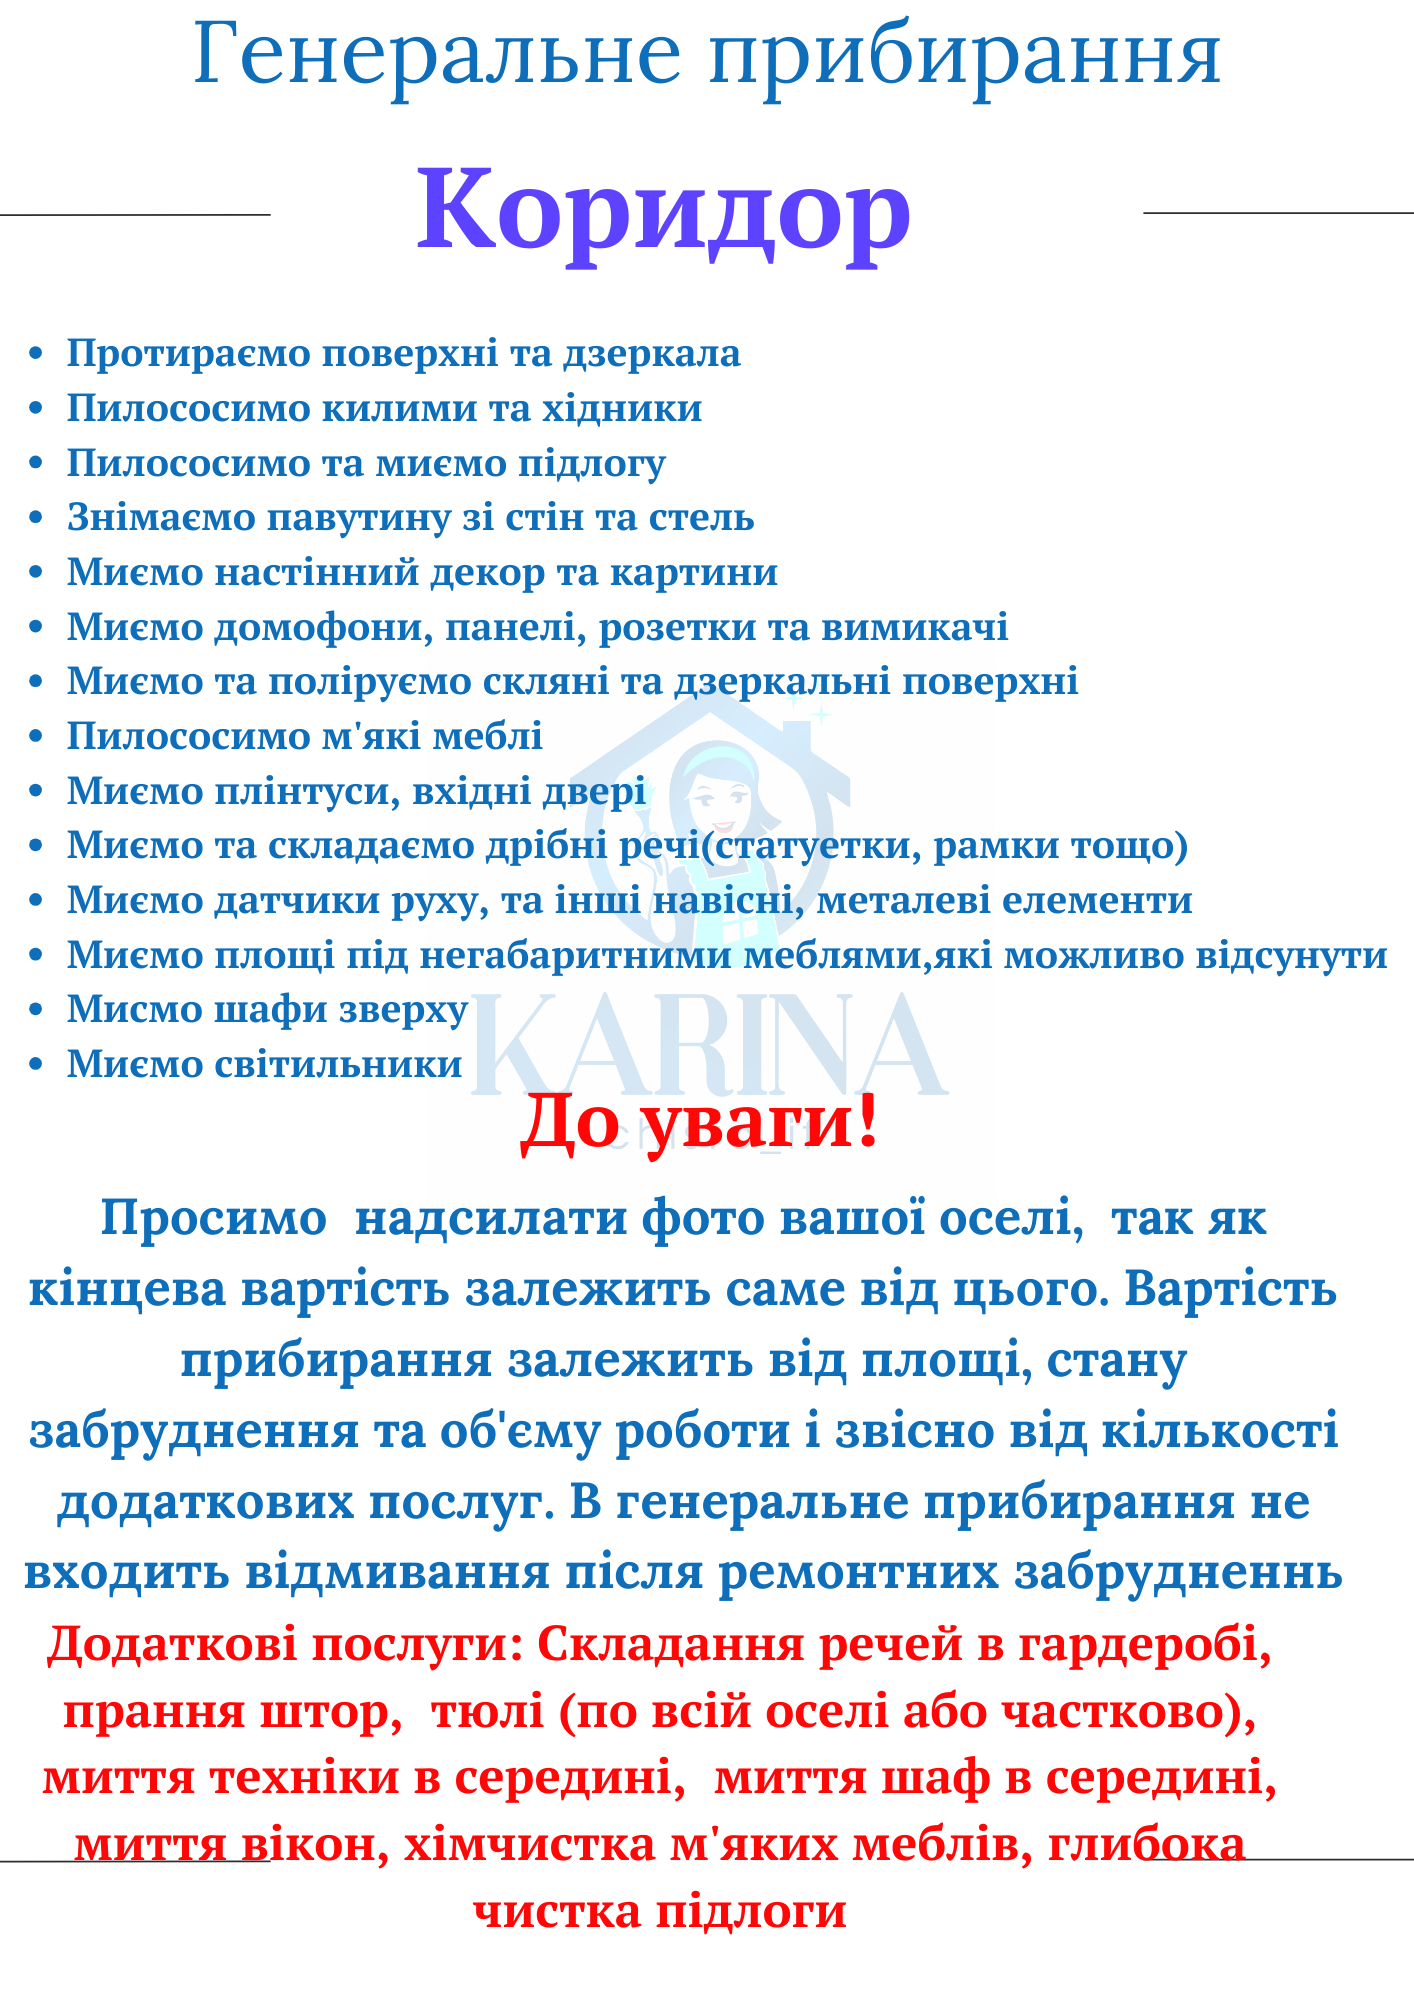 Генеральне прибирання
Коридор
• Протираємо поверхні та дзеркала
• Пилососимо килими та хідники
• Пилососимо та миємо підлогу
• Знімаємо павутину зі стін та стель
• Миємо настінний декор та картини
• Миємо домофони, панелі, розетки та вимикачі
• Миємо та поліруємо скляні та дзеркальні поверхні
• Пилососимо м'які меблі
• Миємо плінтуси, вхідні двері
• Миємо та складаємо дрібні речі(статуетки, рамки тощо)
• Миємо датчики руху, та інші навісні, металеві елементи
• Миємо площі під негабаритними меблями,які можливо відсунути
• Мисмо шафи зверху
• Миємо світильники
KARINA
До уваги!
Просимо  надсилати фото вашої оселі,  так як
кінцева вартість залежить саме від цього. Вартість
прибирання залежить від площі, стану
забруднення та об'єму роботи і звісно від кількості
додаткових послуг. В генеральне прибирання не
входить відмивання після ремонтних забрудненнь
Додаткові послуги: Складання речей в гардеробі,
прання штор,  тюлі (по всій оселі або частково),
миття техніки в середині,  миття шаф в середині,
миття вікон, хімчистка м'яких меблів, глибока
чистка підлоги